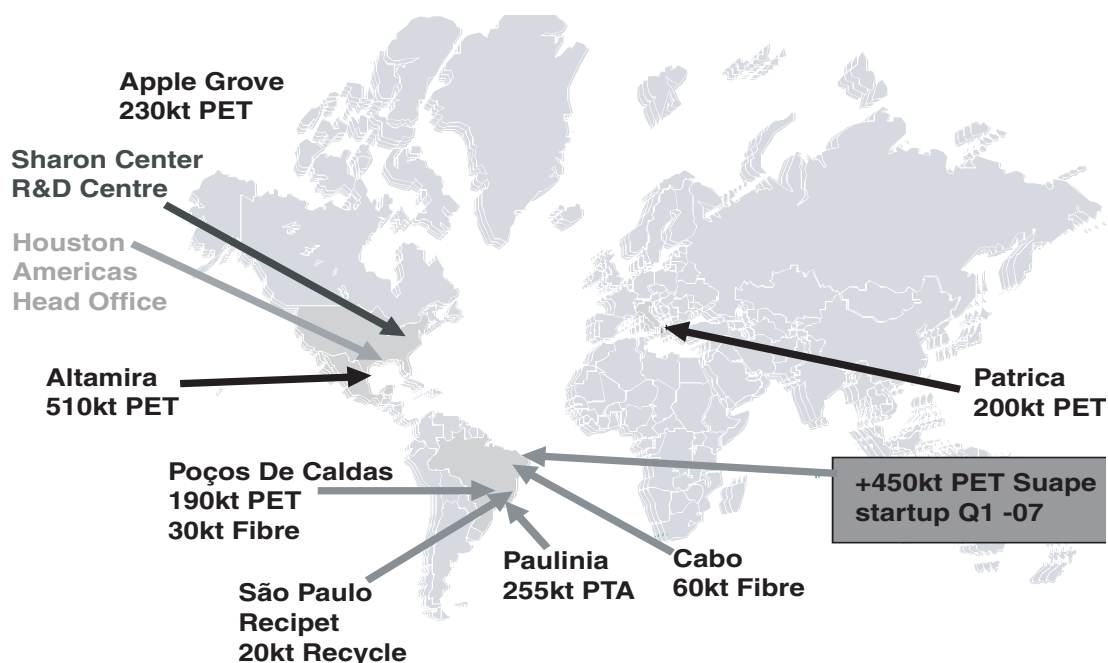 Apple Grove
230kt PET
Sharon Center
R&D Centre
Houston
Americas
Head Office
Altamira
510kt PET
Patrica
200kt PET
Poços De Caldas
190kt PET
30kt Fibre
+450kt PET Suape
startup Q1 -07
Paulinia
255kt PTA
Cabo
60kt Fibre
São Paulo
Recipet
20kt Recycle